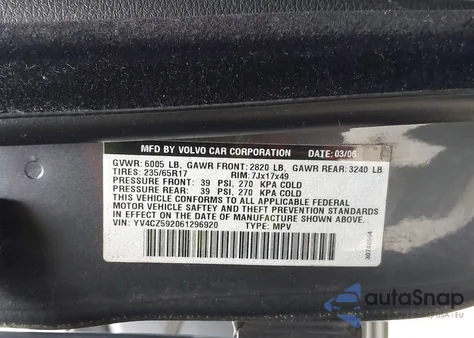 MFD BY VOLVO CAR CORPORATION DATE: 03/06
GVWR: 6005 LB, GAWR FRONT: 2820 LB, GAWR REAR: 3240 LB
TIRES: 235/65R17 RIM: 7Jx17x49
PRESSURE FRONT: 39 PSI, 270 KPA COLD
PRESSURE REAR: 39 PSI, 270 KPA COLD
THIS VEHICLE CONFORMS TO ALL APPLICABLE FEDERAL
MOTOR VEHICLE SAFTEY AND THEFT PREVENTION STANDARDS
IN EFFECT ON THE DATE OF MANUFACTURE SHOWN ABOVE.
VIN: YV4CZ592061296920 TYPE: MPV
autoSnap